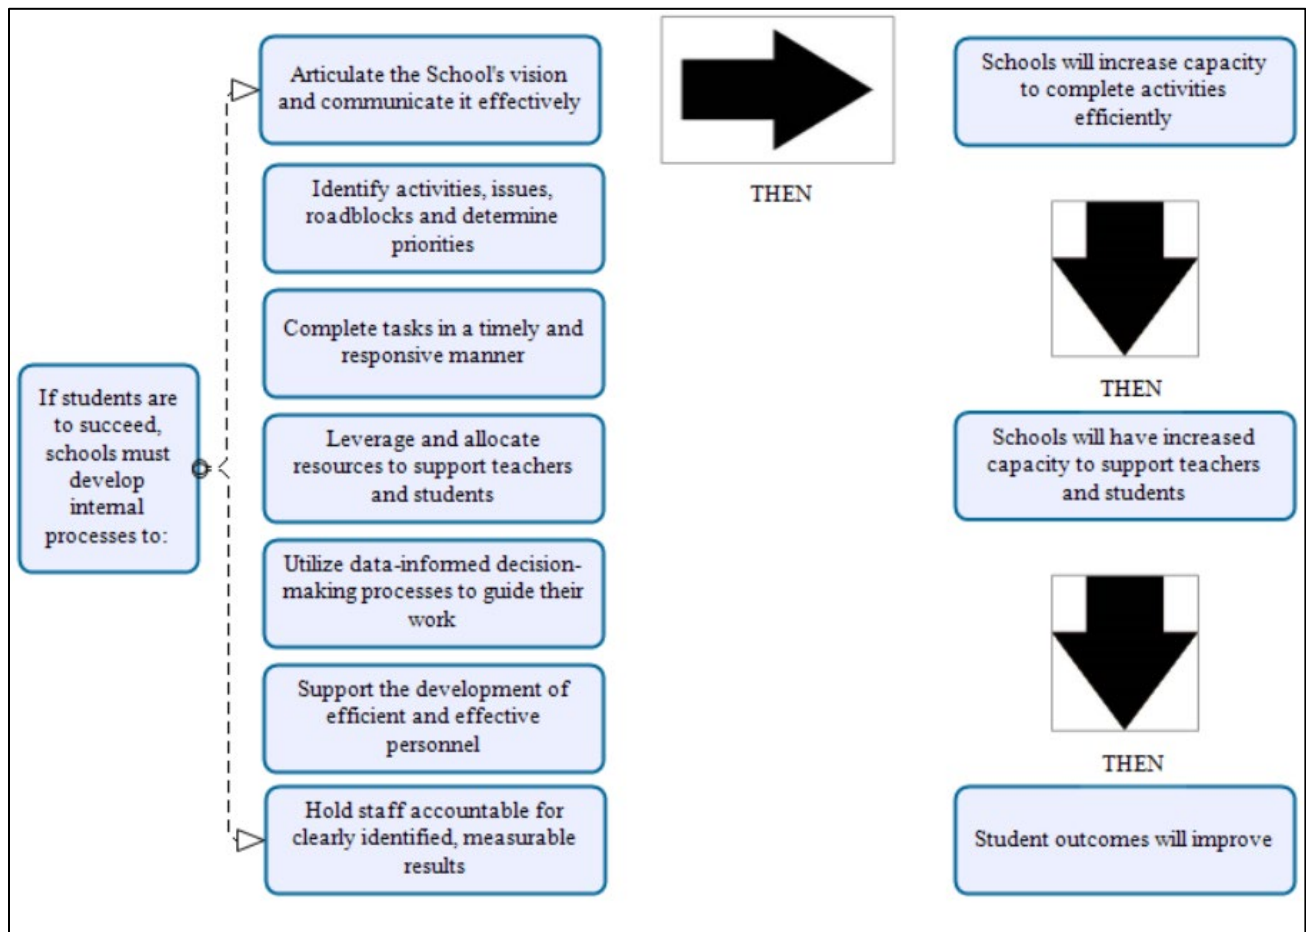 If students are
to succeed,
schools must
develop
internal
processes to:
Articulate the School's vision
and communicate it effectively
Identify activities, issues,
roadblocks and determine
priorities
Complete tasks in a timely and
responsive manner
Leverage and allocate
resources to support teachers
and students
Utilize data-informed decision-
making processes to guide their
work
Support the development of
efficient and effective
personnel
Hold staff accountable for
clearly identified, measurable
results
THEN
Schools will increase capacity
to complete activities
efficiently
THEN
Schools will have increased
capacity to support teachers
and students
THEN
Student outcomes will improve